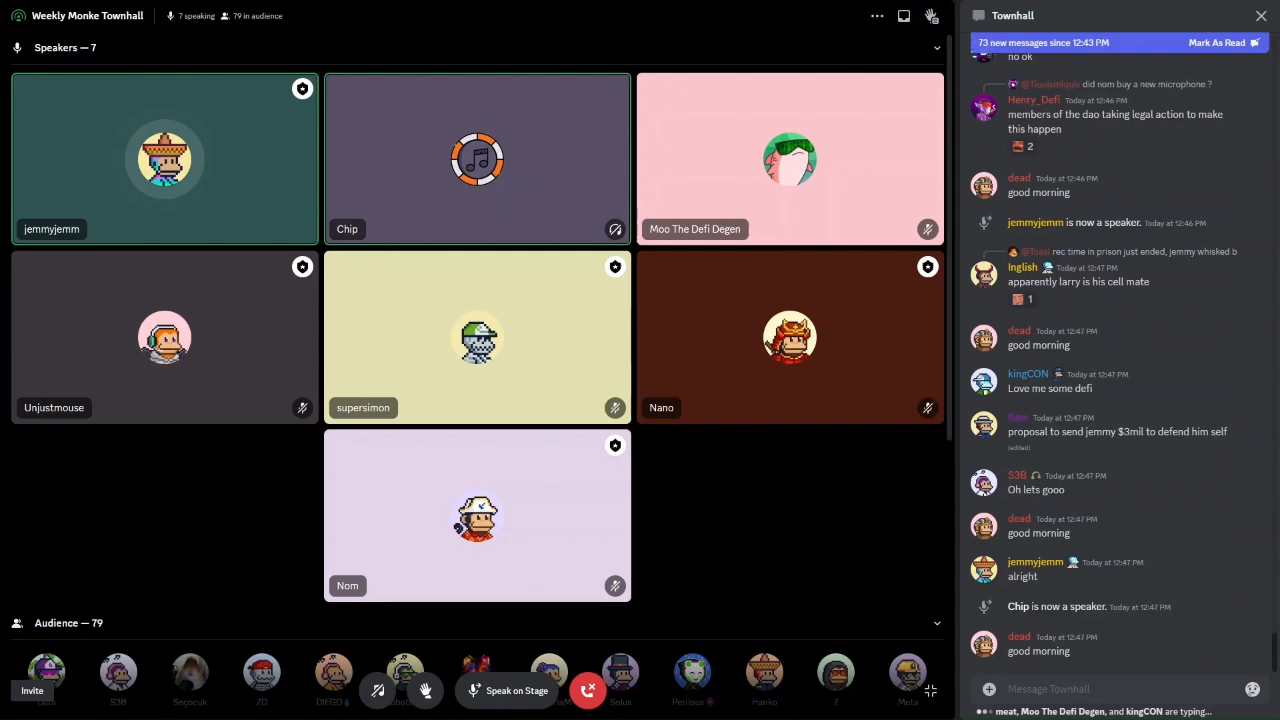 Weekly Monke Townhall
7 speaking
79 in audience
Speakers — 7
jemmyjemm
Chip
Moo The Defi Degen
Unjustmouse
supersimon
Nano
Nom
Audience — 79
Invite
S3B
ZD
DIEGO
Solus
Perilous
Hanko
Z
Meta
Speak on Stage
Townhall
73 new messages since 12:43 PM
Mark As Read
no ok
@Tiquismiquis did nom buy a new microphone ?
Henry_Defi Today at 12:46 PM
members of the dao taking legal action to make
this happen
2
dead Today at 12:46 PM
good morning
jemmyjemm is now a speaker. Today at 12:46 PM
@Toasl rec time in prison just ended, jemmy whisked b
Inglish Today at 12:47 PM
apparently larry is his cell mate
1
dead Today at 12:47 PM
good morning
kingCON Today at 12:47 PM
Love me some defi
Today at 12:47 PM
proposal to send jemmy $3mil to defend him self
(edited)
S3B Today at 12:47 PM
Oh lets gooo
dead Today at 12:47 PM
good morning
jemmyjemm Today at 12:47 PM
alright
Chip is now a speaker. Today at 12:47 PM
dead Today at 12:47 PM
good morning
Message Townhall
meat, Moo The Defi Degen, and kingCON are typing...